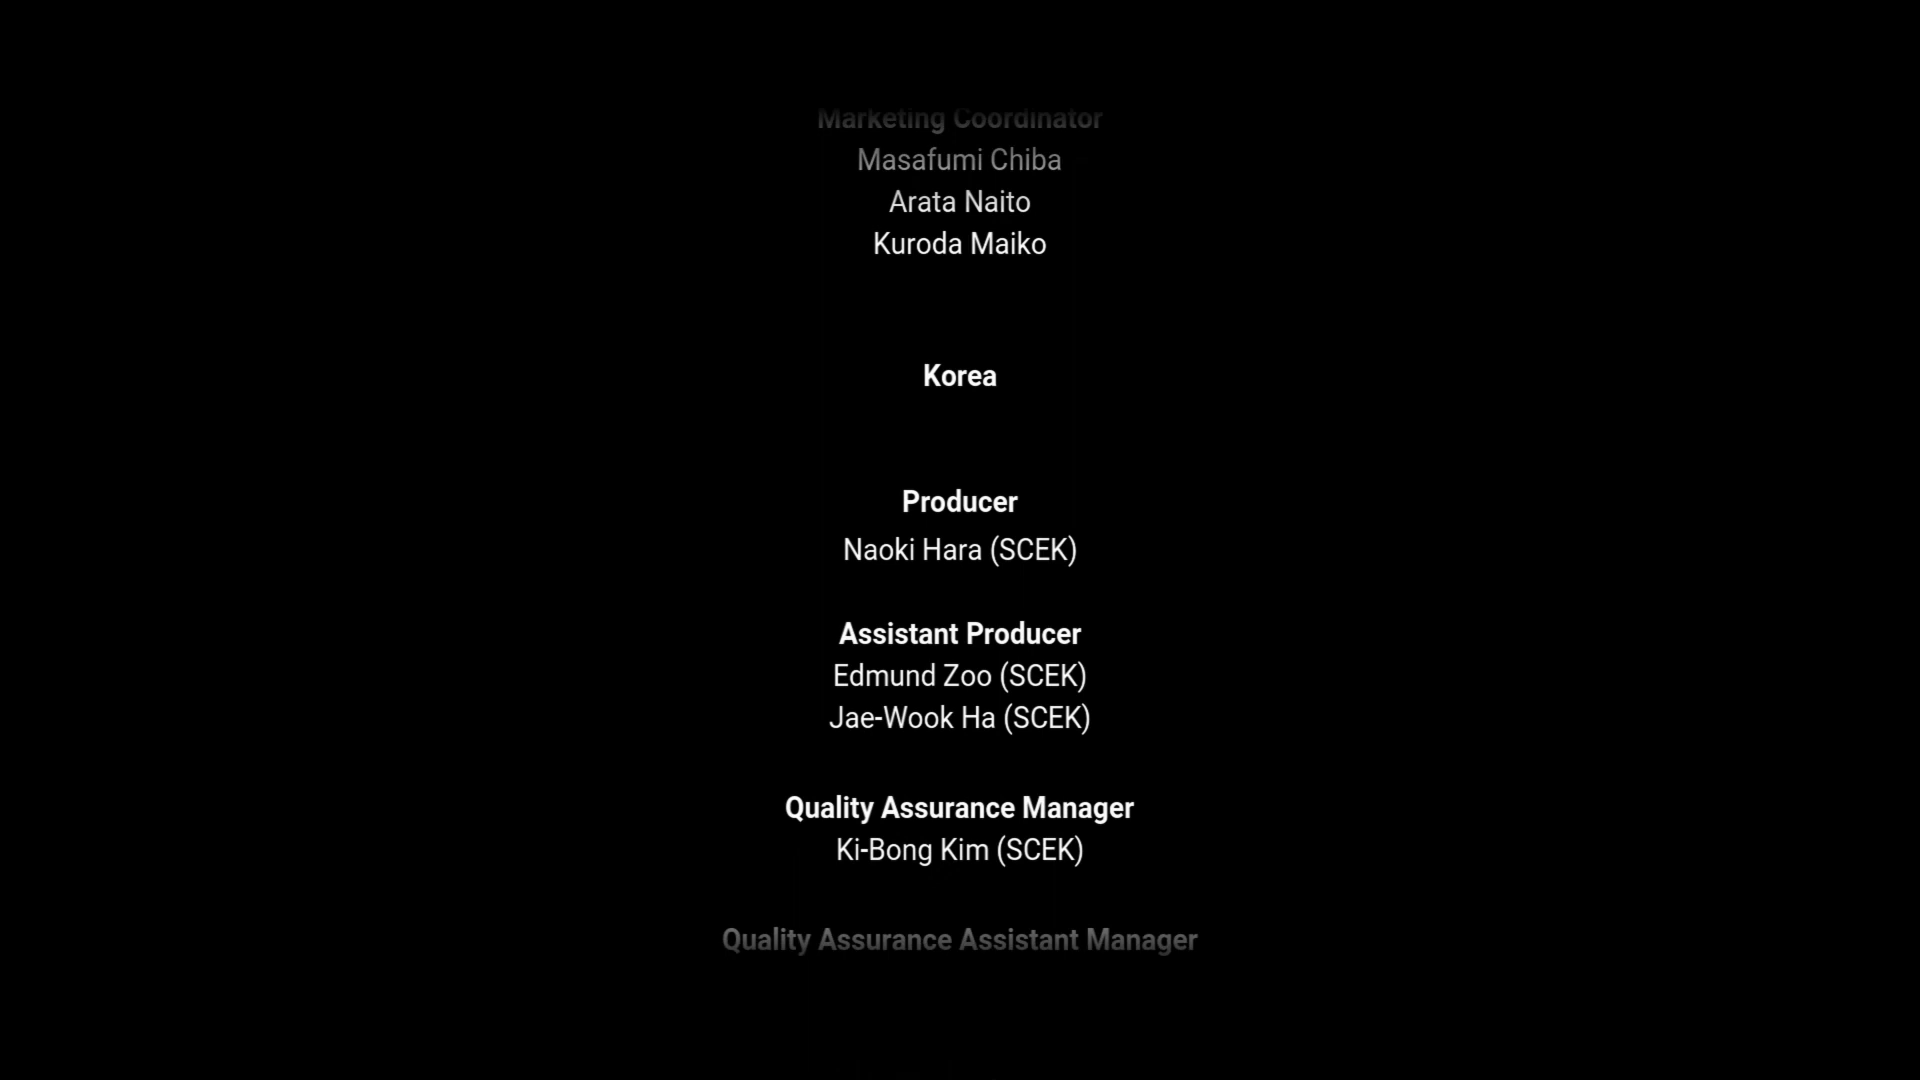 Marketing Coordinator
Masafumi Chiba
Arata Naito
Kuroda Maiko
Korea
Producer
Naoki Hara (SCEK)
Assistant Producer
Edmund Zoo (SCEK)
Jae-Wook Ha (SCEK)
Quality Assurance Manager
Ki-Bong Kim (SCEK)
Quality Assurance Assistant Manager